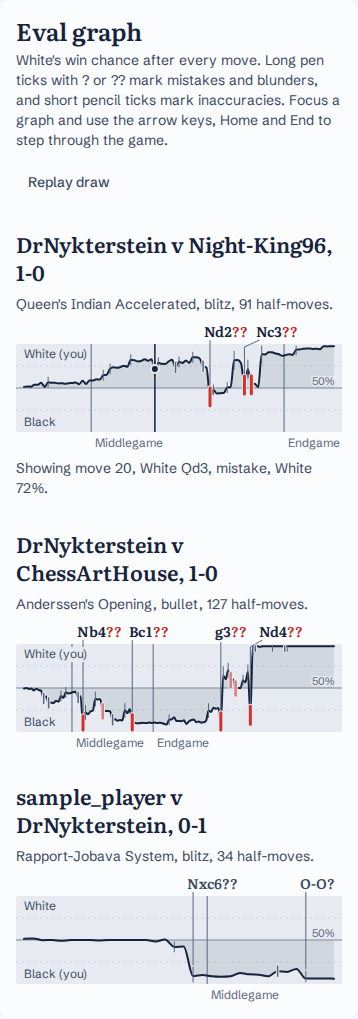 Eval graph
White's win chance after every move. Long pen
ticks with ? or ?? mark mistakes and blunders,
and short pencil ticks mark inaccuracies. Focus a
graph and use the arrow keys, Home and End to
step through the game.
Replay draw
DrNykterstein v Night-King96,
1-0
Queen's Indian Accelerated, blitz, 91 half-moves.
Nd2?? Nc3??
White (you)
50%
Black
Middlegame Endgame
Showing move 20, White Qd3, mistake, White
72%.
DrNykterstein v
ChessArtHouse, 1-0
Anderssen's Opening, bullet, 127 half-moves.
Nb4?? Bc1?? g3?? Nd4??
White (you)
50%
Black
Middlegame Endgame
sample_player v
DrNykterstein, 0-1
Rapport-Jobava System, blitz, 34 half-moves.
Nxc6?? O-O?
White
50%
Black (you)
Middlegame